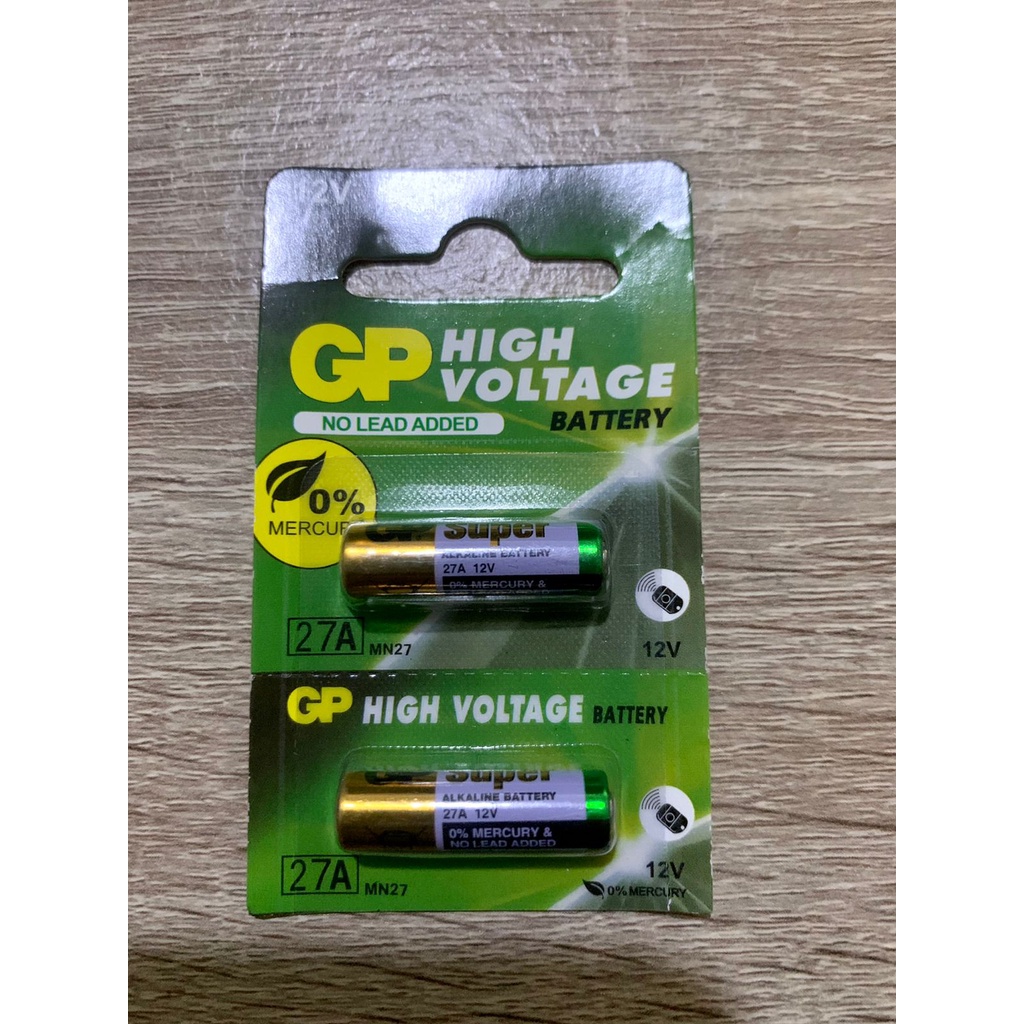 12V
GP HIGH
VOLTAGE
BATTERY
NO LEAD ADDED
0%
MERCURY
GP Super
ALKALINE BATTERY
27A 12V
0% MERCURY &
27A MN27
12V
GP HIGH VOLTAGE BATTERY
GP Super
ALKALINE BATTERY
27A 12V
0% MERCURY &
NO LEAD ADDED
27A MN27
12V
0% MERCURY